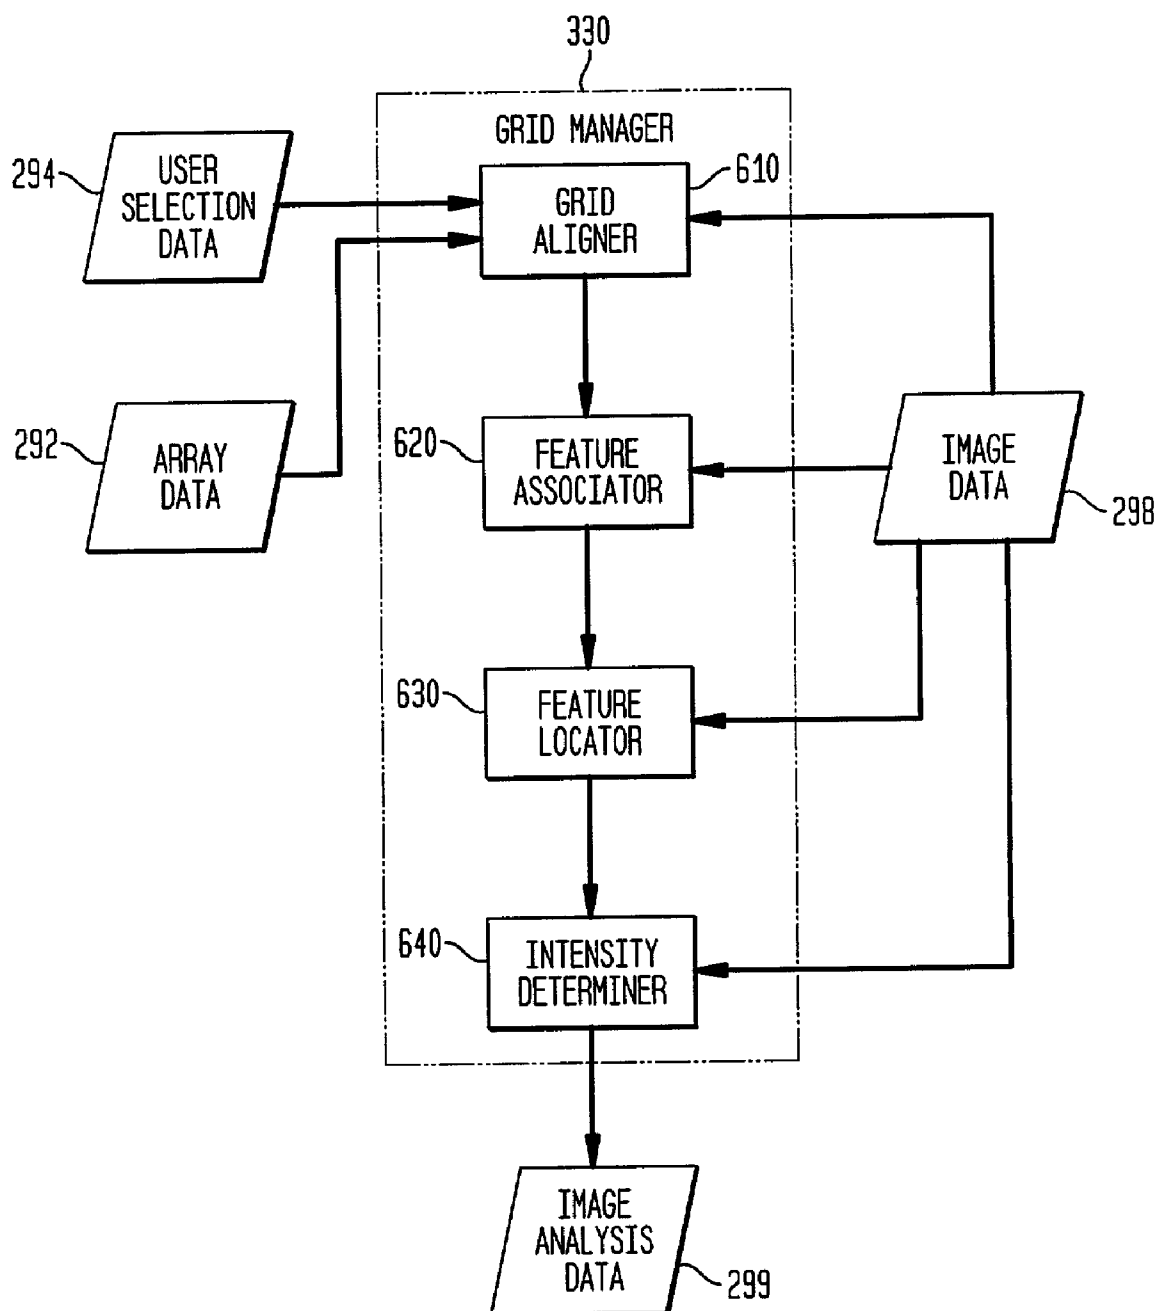 330
GRID MANAGER
294
USER
SELECTION
DATA
610
GRID
ALIGNER
292
ARRAY
DATA
620
FEATURE
ASSOCIATOR
IMAGE
DATA
298
630
FEATURE
LOCATOR
640
INTENSITY
DETERMINER
IMAGE
ANALYSIS
DATA
299